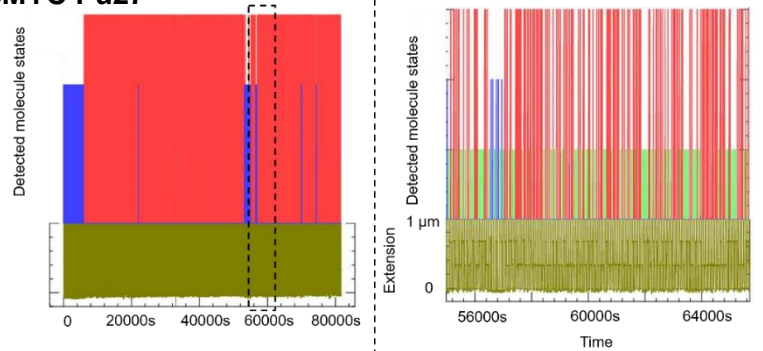 Detected molecule states
0
20000s
40000s
60000s
80000s
Detected molecule states
1 µm
Extension
0
56000s
60000s
64000s
Time